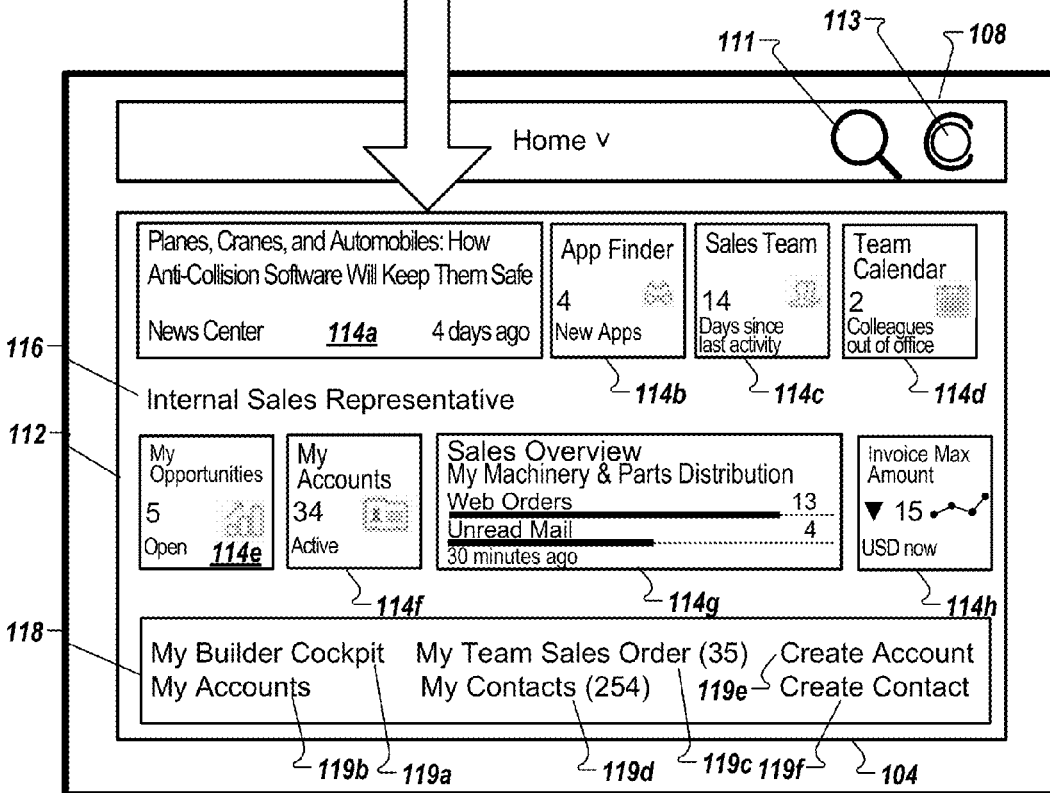 113
111
108
Home v
Planes, Cranes, and Automobiles: How
Anti-Collision Software Will Keep Them Safe
News Center 114a 4 days ago
App Finder
4
New Apps
Sales Team
14
Days since
last activity
Team
Calendar
2
Colleagues
out of office
116
114b
114c
114d
Internal Sales Representative
112
My
Opportunities
5
Open 114e
My
Accounts
34
Active
Sales Overview
My Machinery & Parts Distribution
Web Orders 13
Unread Mail 4
30 minutes ago
Invoice Max
Amount
▼ 15
USD now
114f
114g
114h
118
My Builder Cockpit My Team Sales Order (35) Create Account
My Accounts My Contacts (254) 119e Create Contact
119b 119a 119d 119c 119f 104